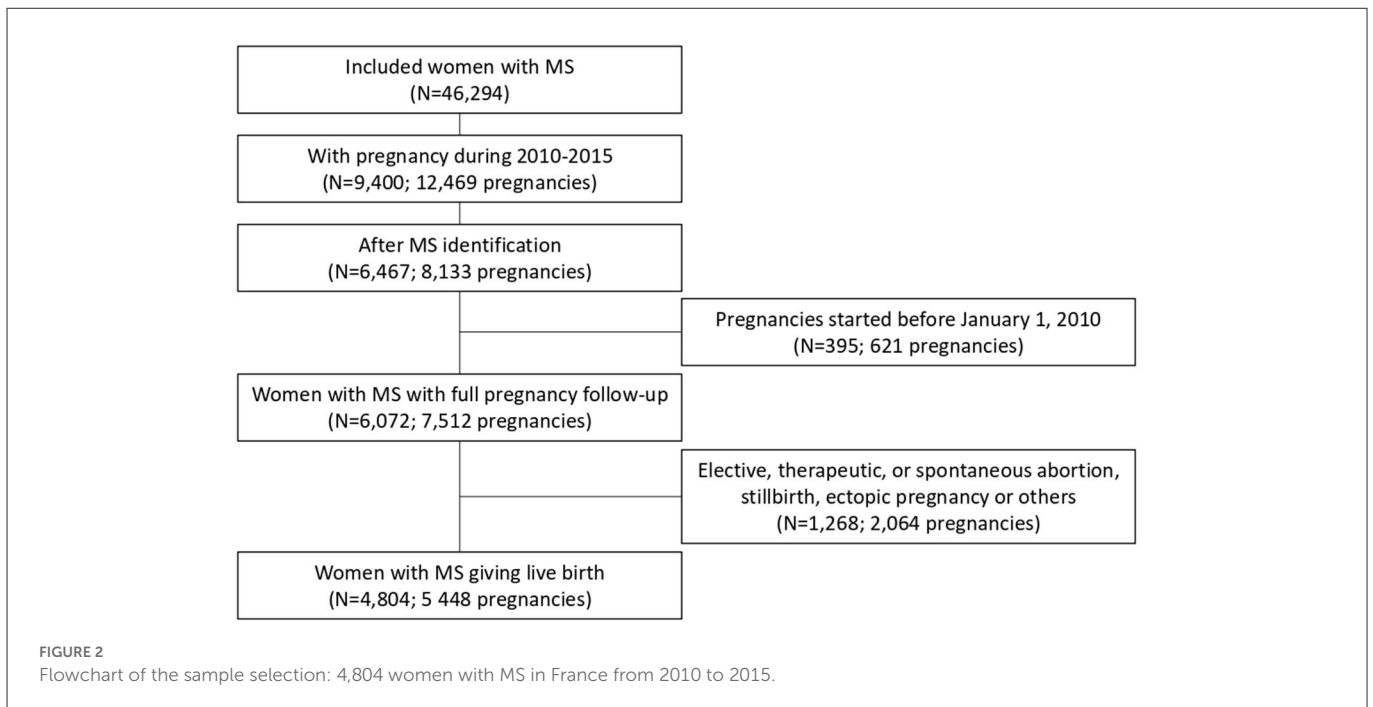 Included women with MS
(N=46,294)
With pregnancy during 2010-2015
(N=9,400; 12,469 pregnancies)
After MS identification
(N=6,467; 8,133 pregnancies)
Pregnancies started before January 1, 2010
(N=395; 621 pregnancies)
Women with MS with full pregnancy follow-up
(N=6,072; 7,512 pregnancies)
Elective, therapeutic, or spontaneous abortion,
stillbirth, ectopic pregnancy or others
(N=1,268; 2,064 pregnancies)
Women with MS giving live birth
(N=4,804; 5 448 pregnancies)
FIGURE 2
Flowchart of the sample selection: 4,804 women with MS in France from 2010 to 2015.